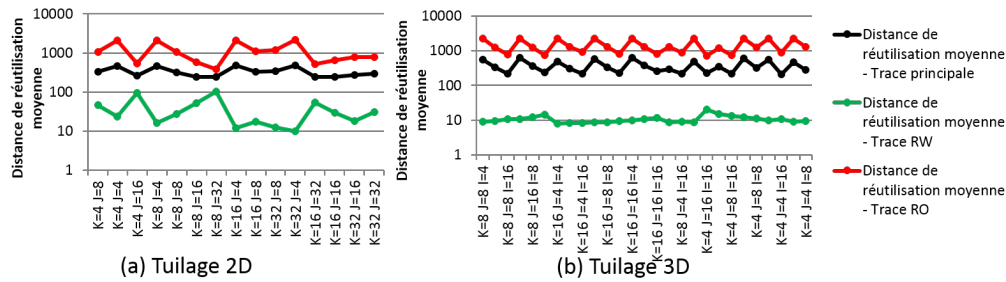 Distance de réutilisation
moyenne
10000
1000
100
10
1
K=4 J=8
K=4 J=4
K=4 J=16
K=8 J=4
K=8 J=8
K=8 J=16
K=8 J=32
K=16 J=4
K=16 J=8
K=32 J=8
K=32 J=4
K=16 J=32
K=16 J=16
K=32 J=16
K=32 J=32
(a) Tuilage 2D
Distance de réutilisation
moyenne
10000
1000
100
10
1
K=8 J=8 I=4
K=8 J=8 I=16
K=8 J=16 I=8
K=16 J=4 I=4
K=16 J=4 I=16
K=16 J=8 I=8
K=16 J=16 I=4
K=16 J=16 I=16
K=8 J=4 I=16
K=4 J=16 I=16
K=4 J=8 I=16
K=4 J=8 I=8
K=4 J=4 I=16
K=4 J=4 I=8
(b) Tuilage 3D
Distance de
réutilisation moyenne
- Trace principale
Distance de
réutilisation moyenne
- Trace RW
Distance de
réutilisation moyenne
- Trace RO